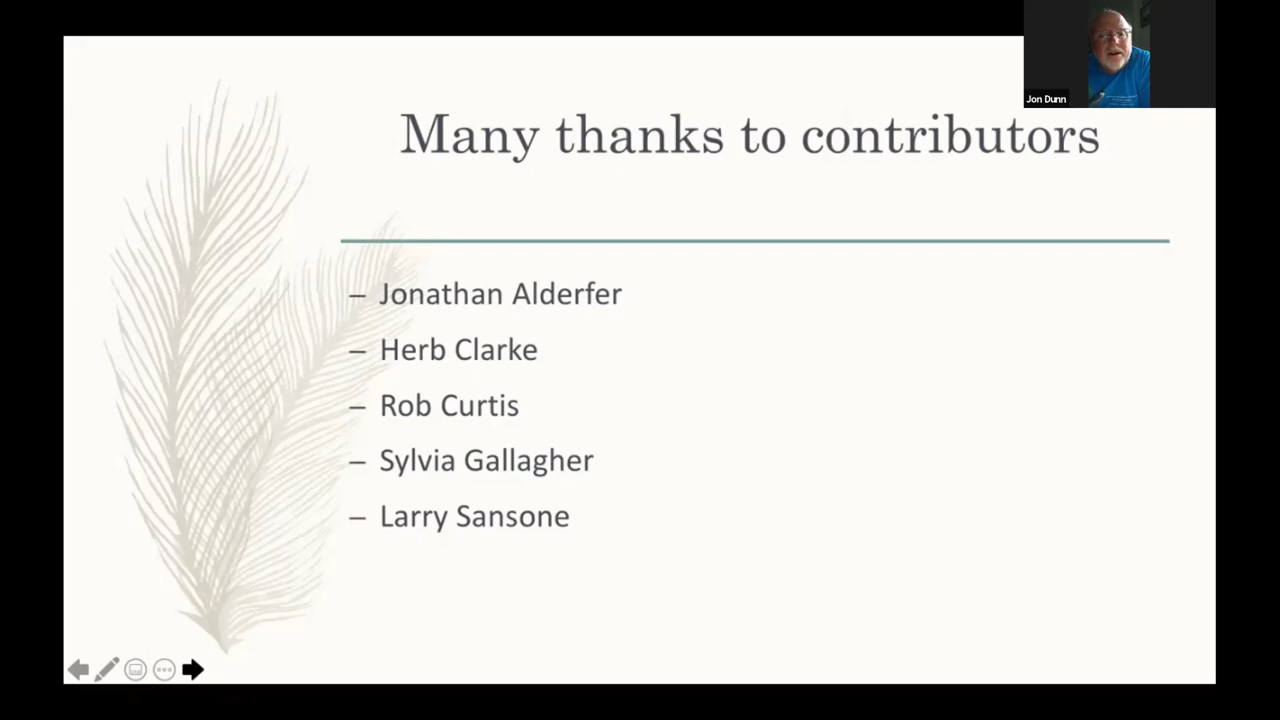 Jon Dunn
Many thanks to contributors
– Jonathan Alderfer
– Herb Clarke
– Rob Curtis
– Sylvia Gallagher
– Larry Sansone